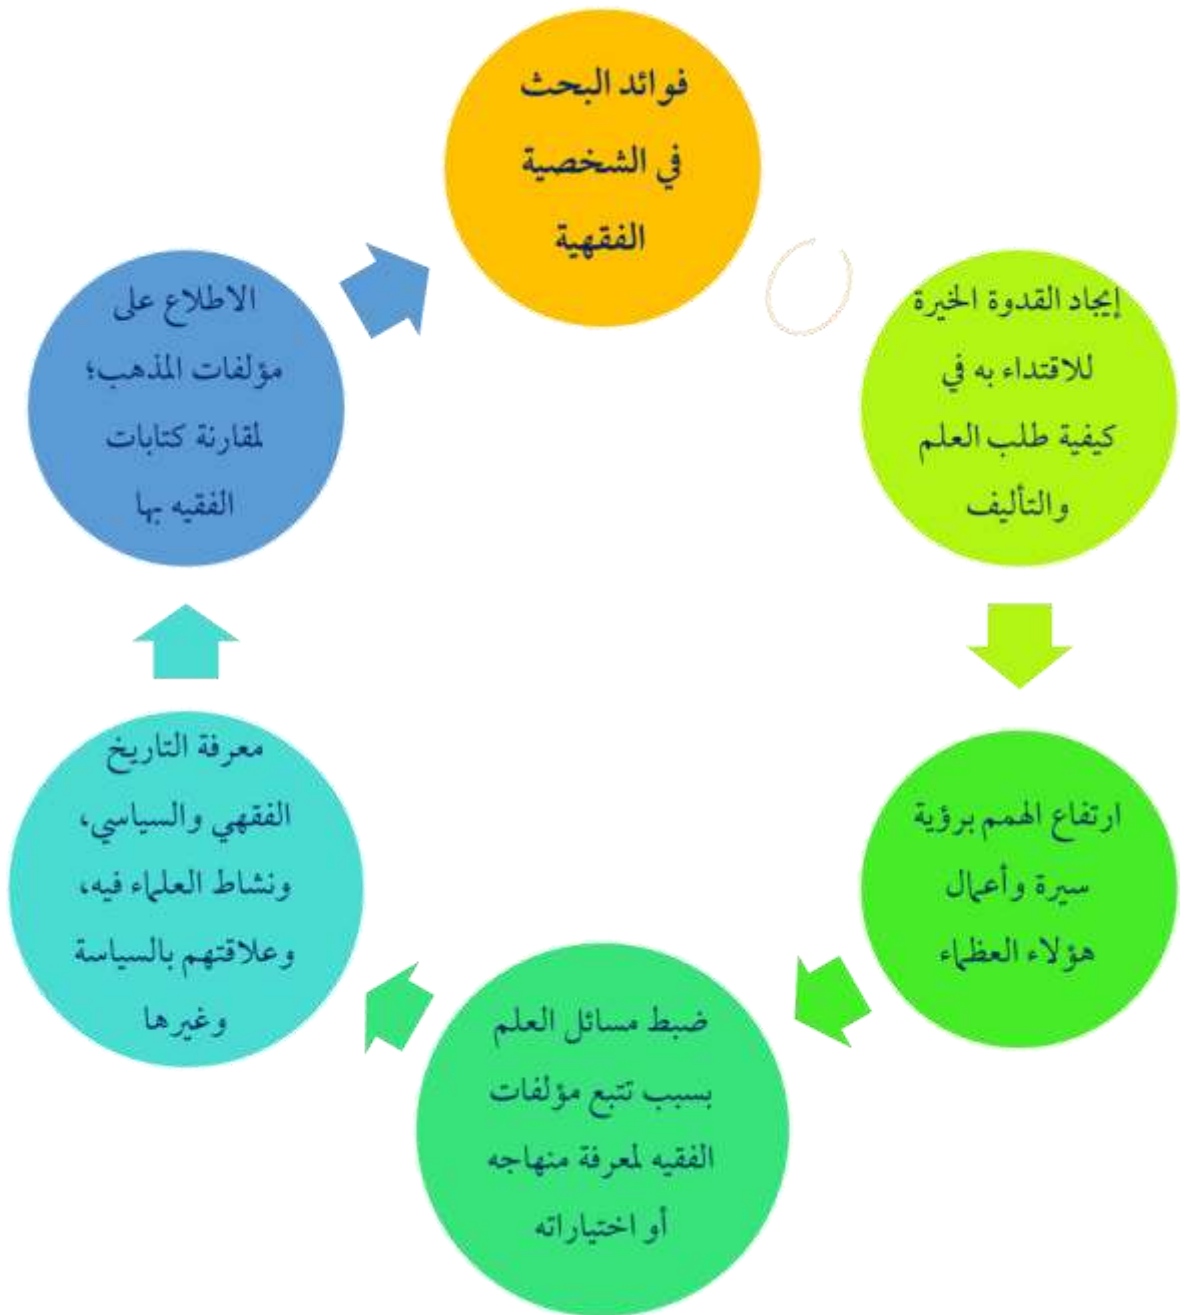 فوائد البحث
في الشخصية
الفقهية
إيجاد القدوة الخيرة
للاقتداء به في
كيفية طلب العلم
والتأليف
ارتفاع الهمم برؤية
سيرة وأعمال
هؤلاء العظماء
ضبط مسائل العلم
بسبب تتبع مؤلفات
الفقيه لمعرفة منهاجه
أو اختياراته
معرفة التاريخ
الفقهي والسياسي،
ونشاط العلماء فيه،
وعلاقتهم بالسياسة
وغيرها
الاطلاع على
مؤلفات المذهب؛
لمقارنة كتابات
الفقيه بها